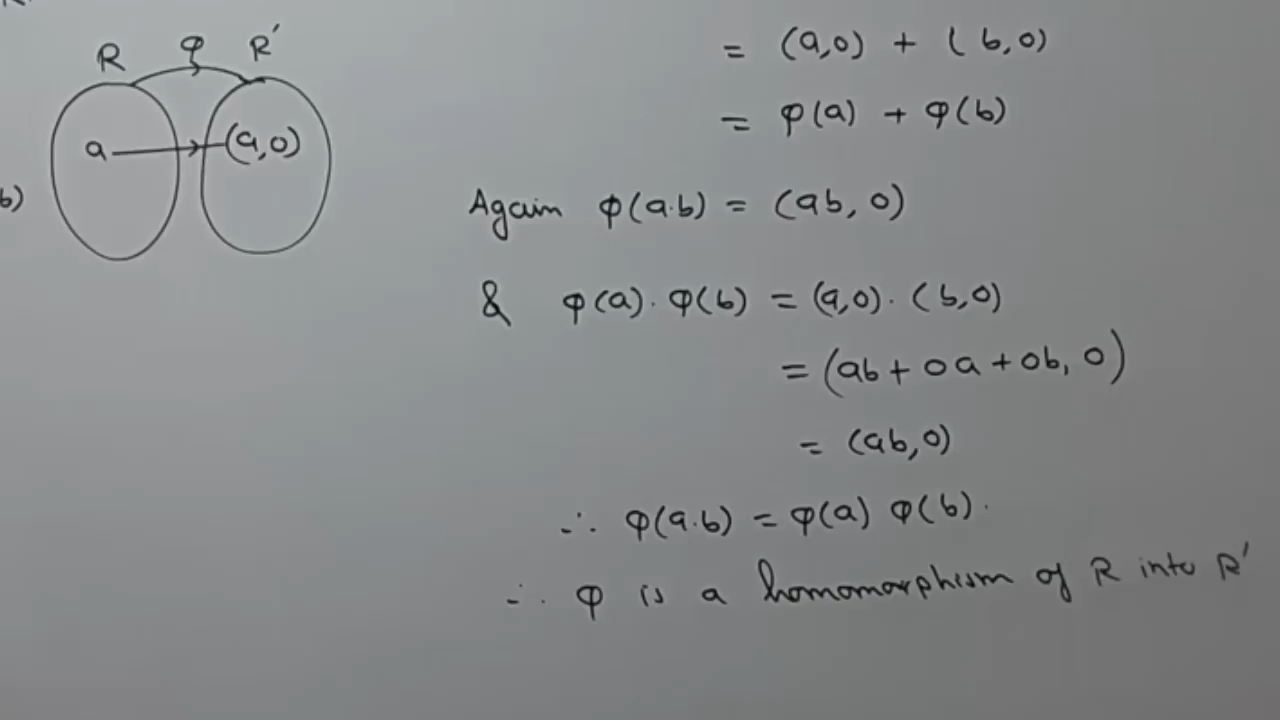 R φ R'
a (a,0)
b)
= (a,0) + (b,0)
= φ(a) + φ(b)
Again φ(a.b) = (ab, 0)
& φ(a). φ(b) = (a,0). (b,0)
= (ab + 0a + 0b, 0)
= (ab,0)
∴ φ(a.b) = φ(a) φ(b).
∴ φ is a homomorphism of R into R'